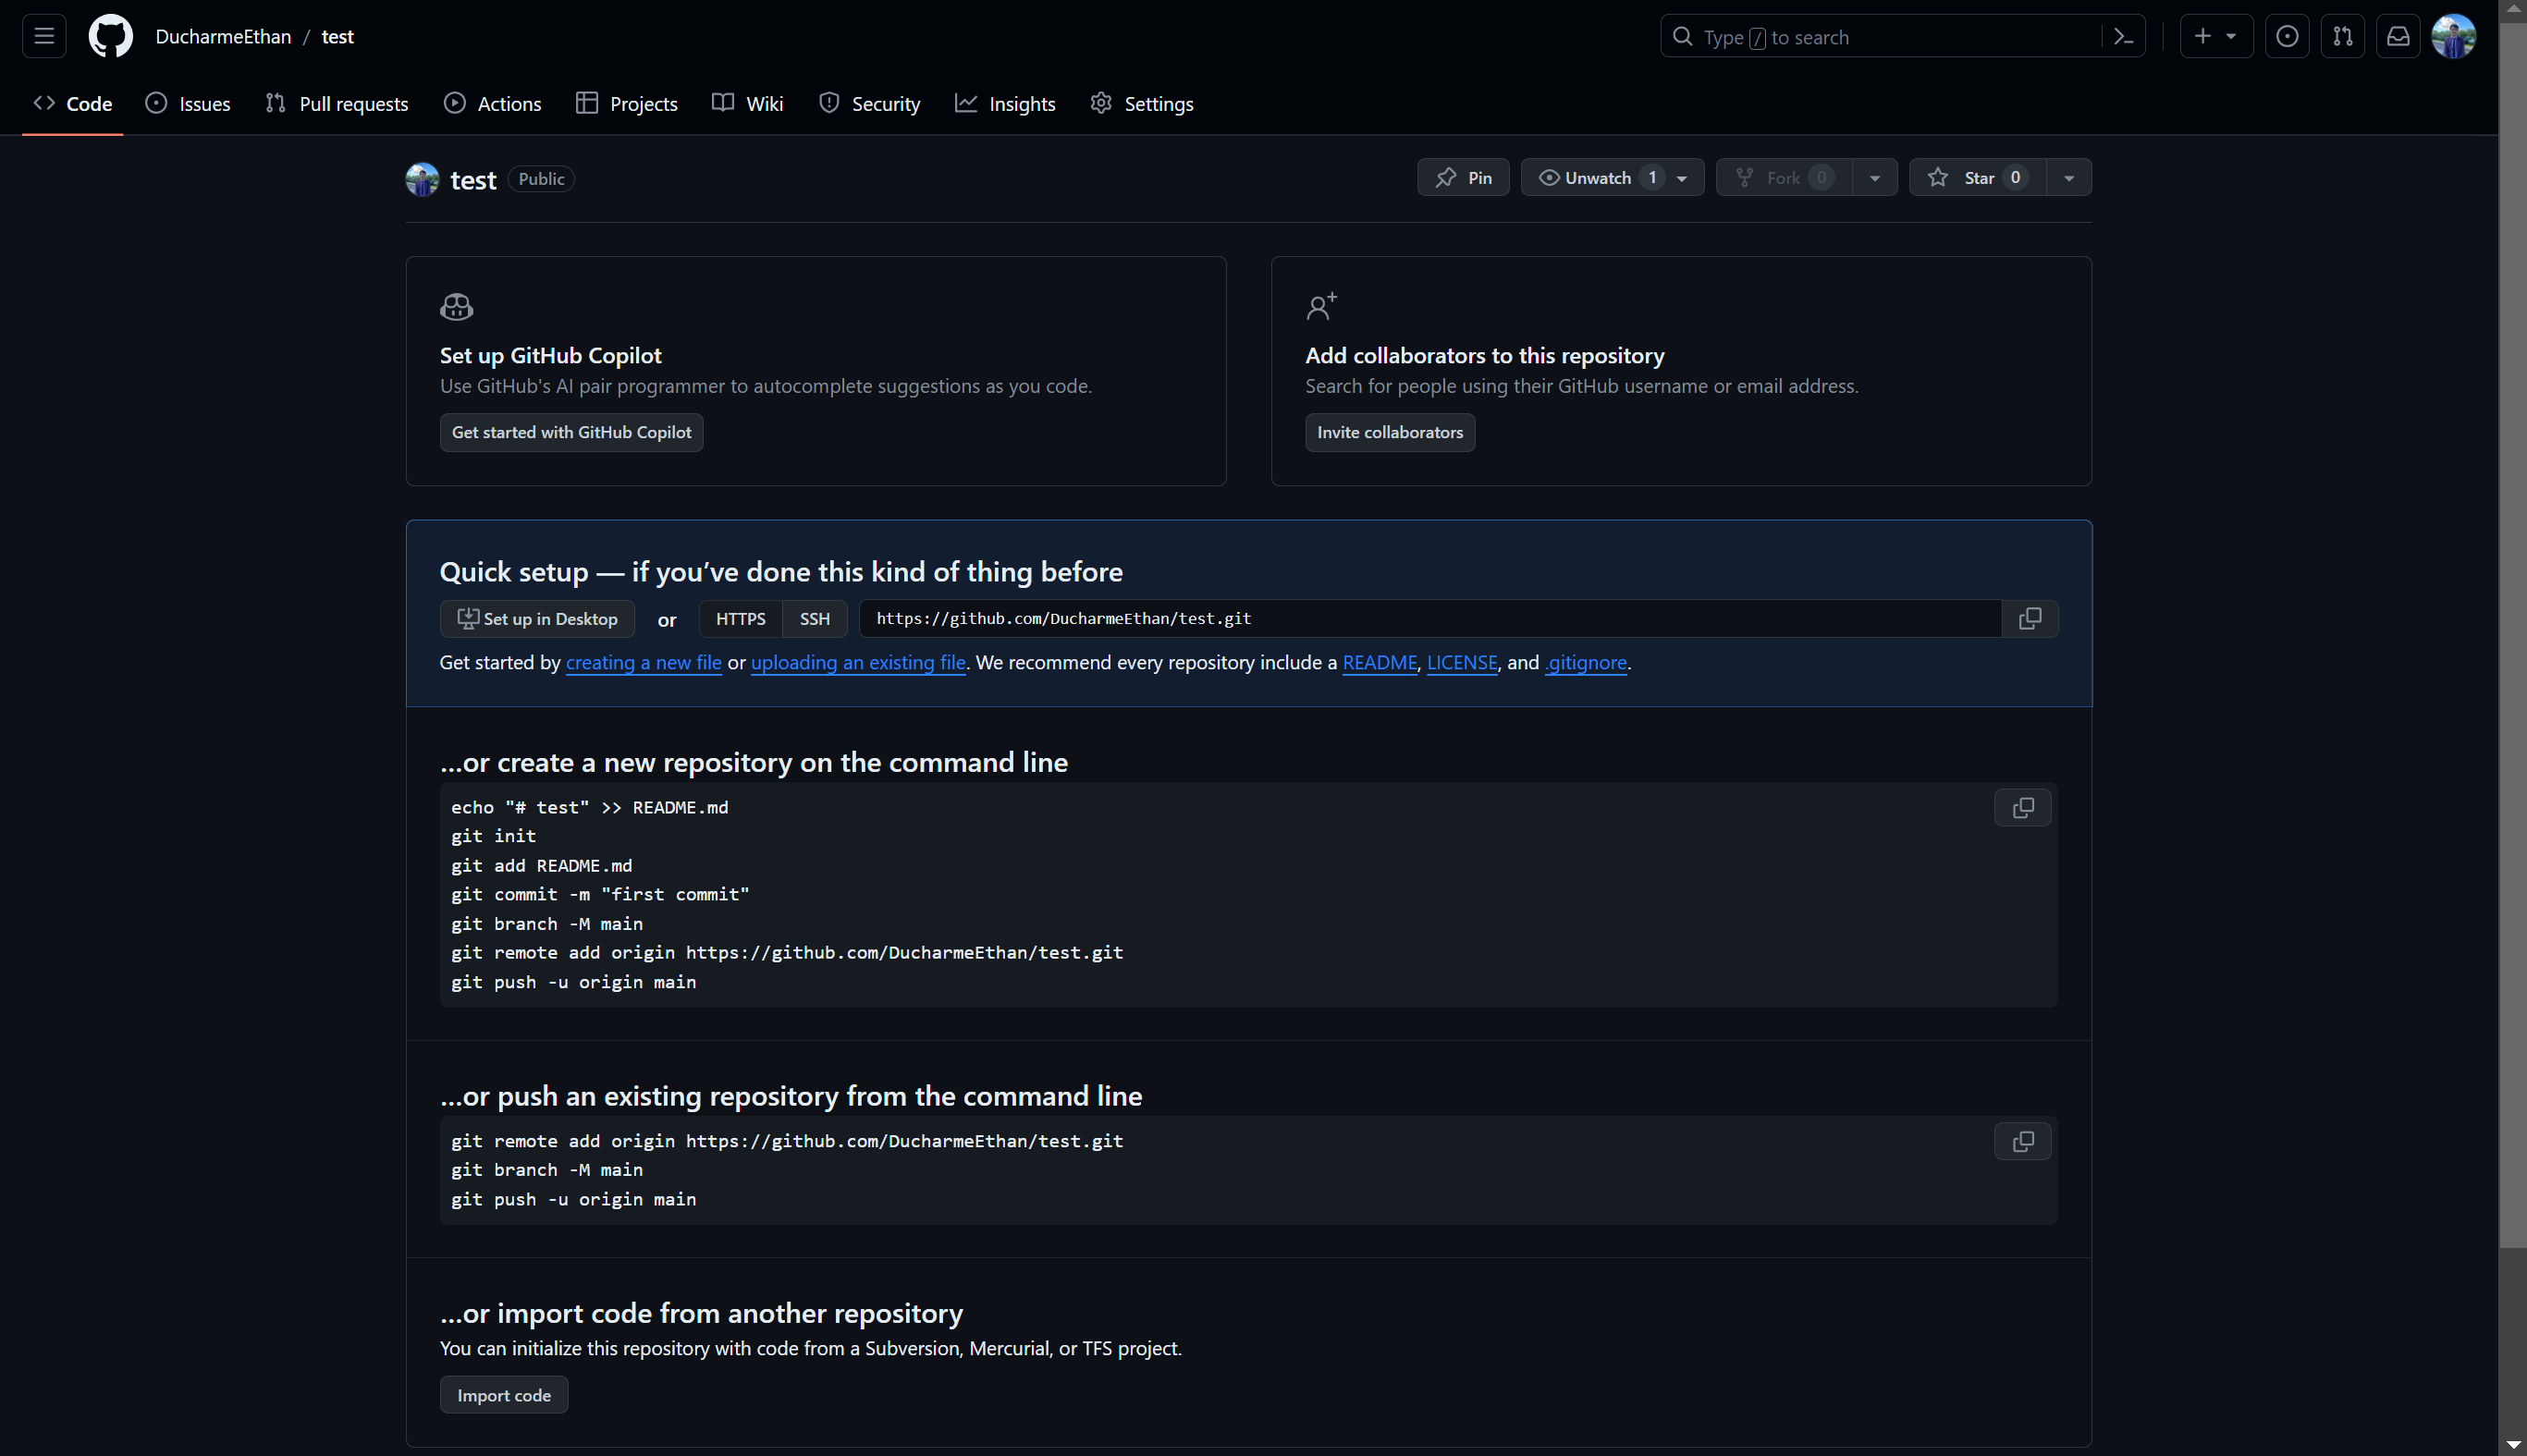 DucharmeEthan / test
Type / to search
Code Issues Pull requests Actions Projects Wiki Security Insights Settings
test Public
Pin Unwatch 1 Fork 0 Star 0
Set up GitHub Copilot
Use GitHub's AI pair programmer to autocomplete suggestions as you code.
Get started with GitHub Copilot
Add collaborators to this repository
Search for people using their GitHub username or email address.
Invite collaborators
Quick setup — if you’ve done this kind of thing before
Set up in Desktop or HTTPS SSH https://github.com/DucharmeEthan/test.git
Get started by creating a new file or uploading an existing file. We recommend every repository include a README, LICENSE, and .gitignore.
…or create a new repository on the command line
echo "# test" >> README.md
git init
git add README.md
git commit -m "first commit"
git branch -M main
git remote add origin https://github.com/DucharmeEthan/test.git
git push -u origin main
…or push an existing repository from the command line
git remote add origin https://github.com/DucharmeEthan/test.git
git branch -M main
git push -u origin main
…or import code from another repository
You can initialize this repository with code from a Subversion, Mercurial, or TFS project.
Import code